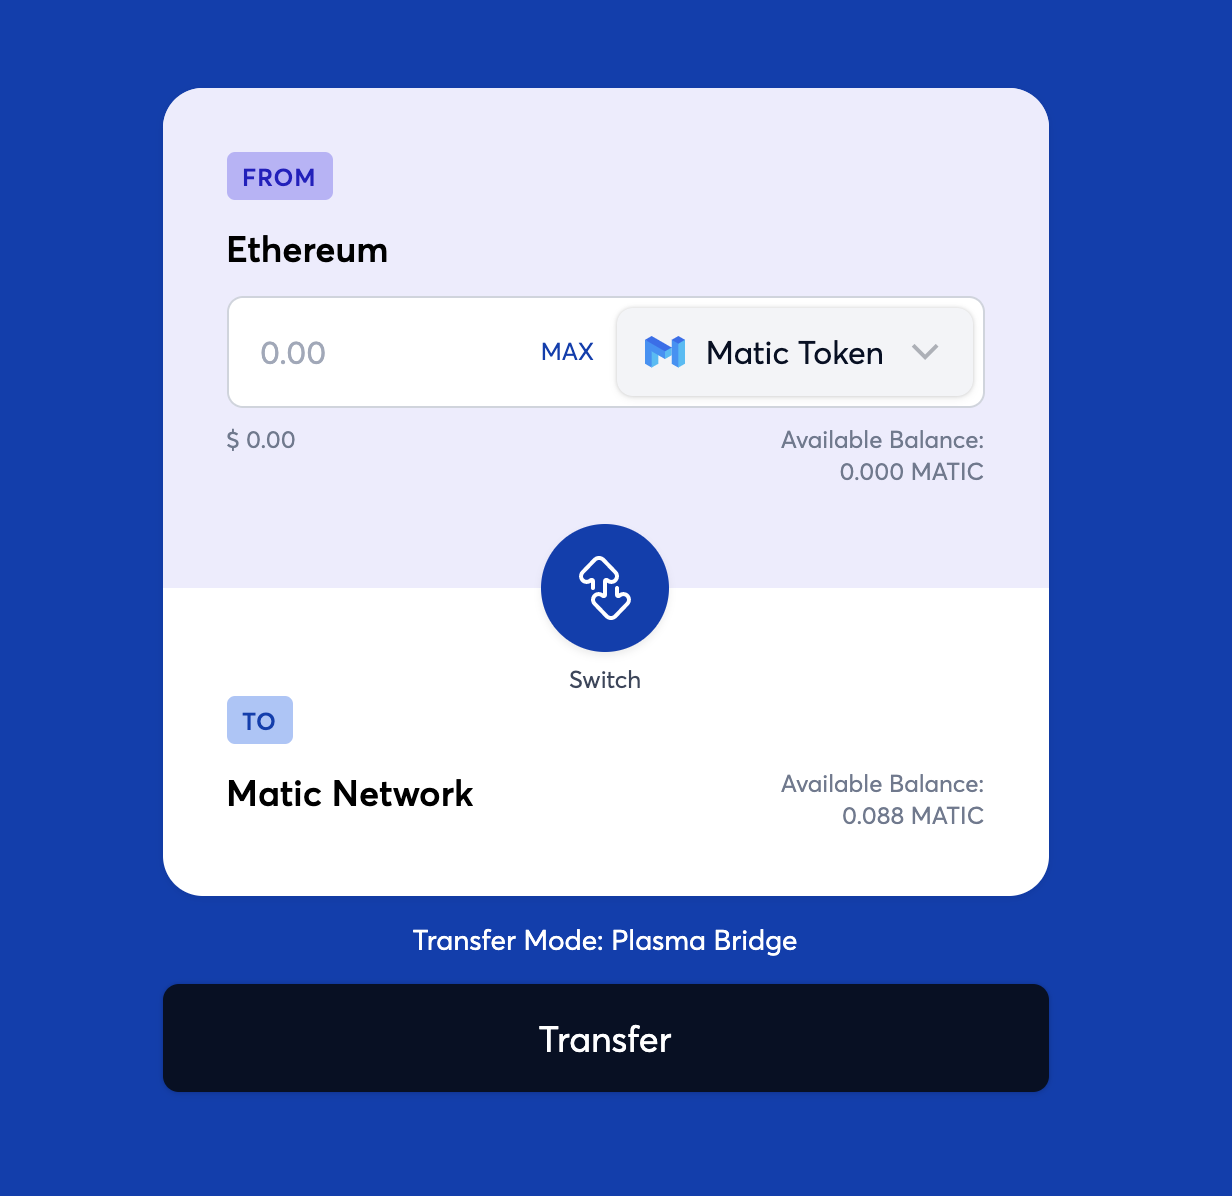 FROM
Ethereum
0.00 MAX Matic Token
$ 0.00 Available Balance:
0.000 MATIC
Switch
TO
Matic Network Available Balance:
0.088 MATIC
Transfer Mode: Plasma Bridge
Transfer